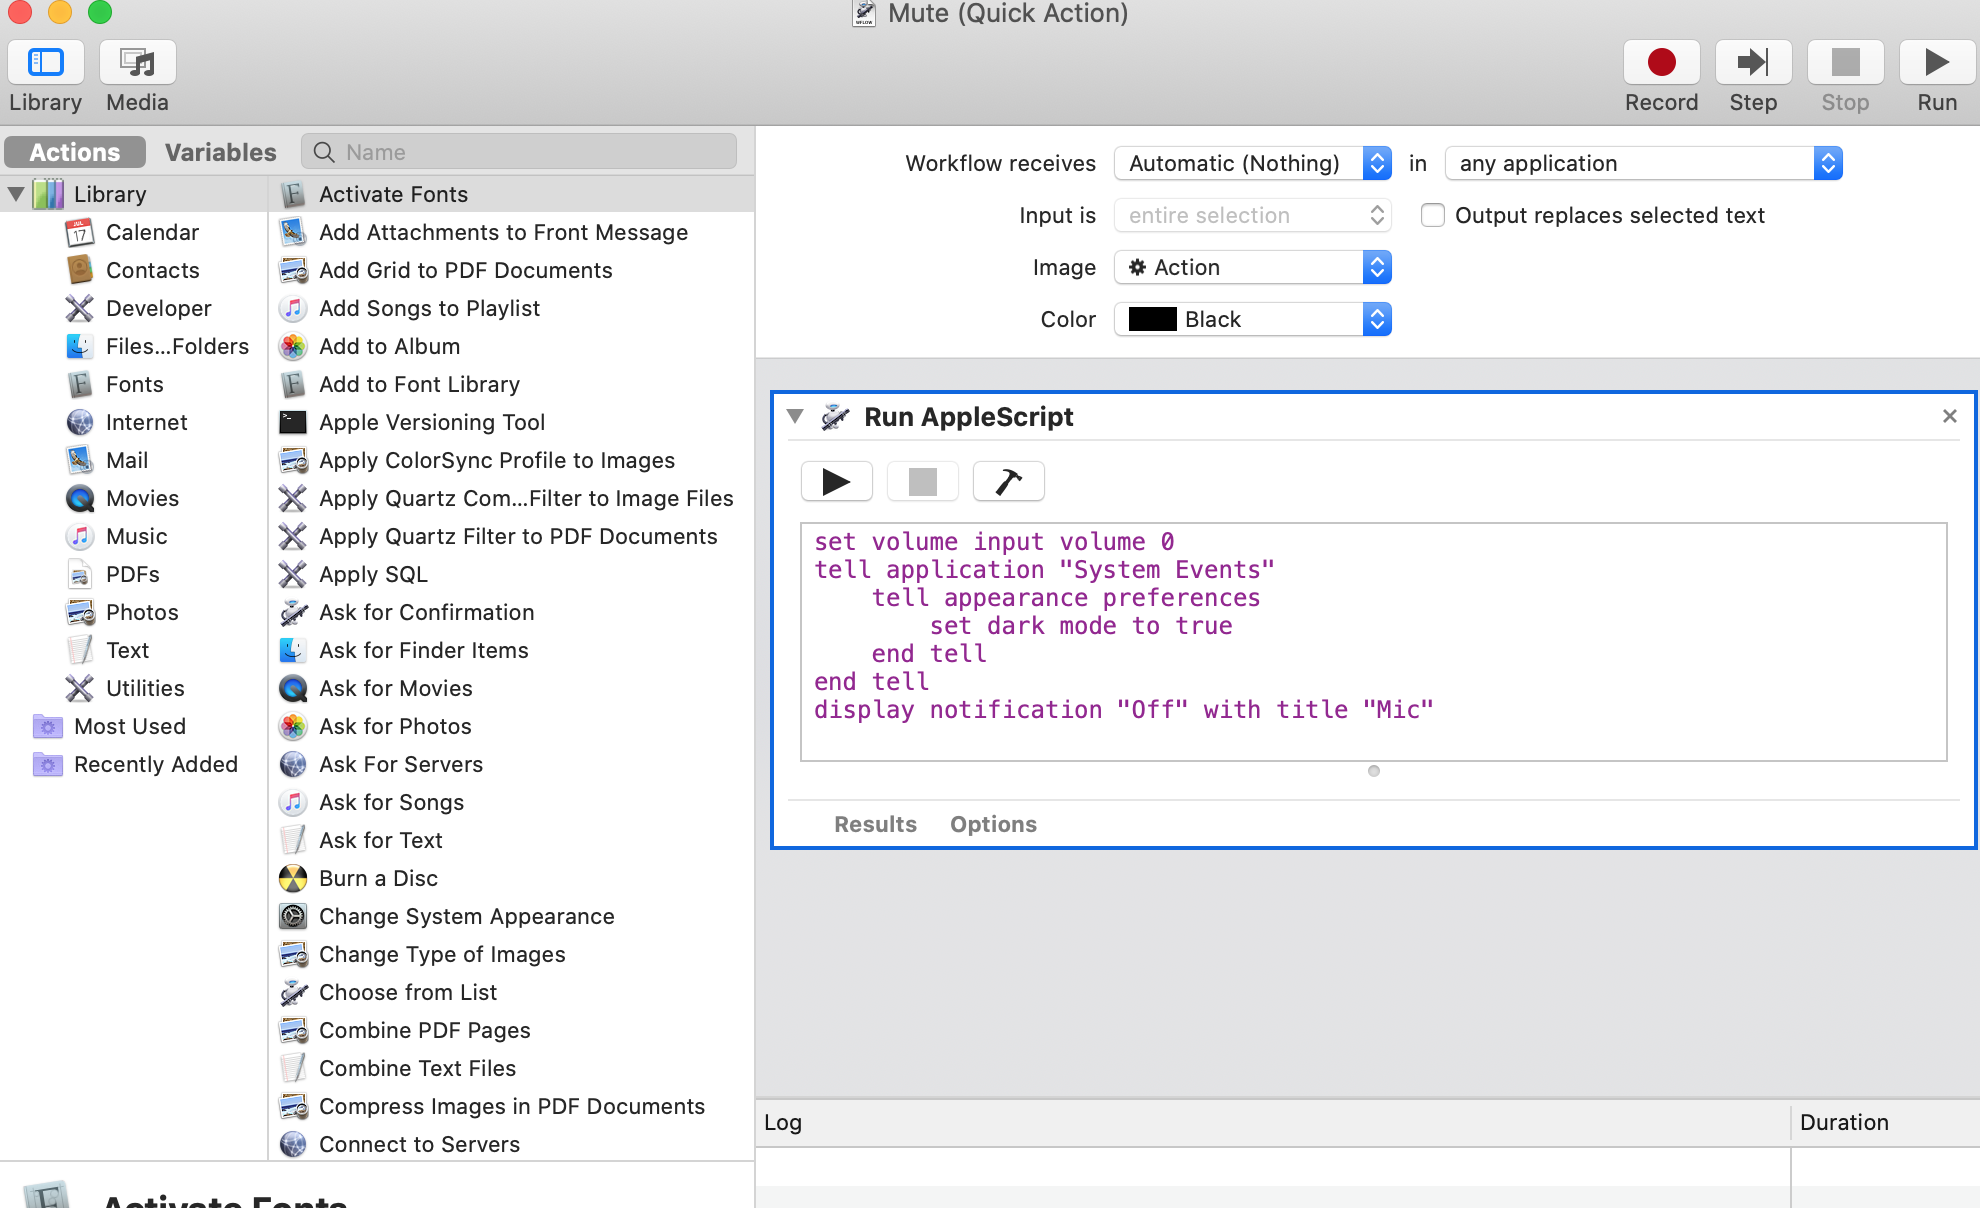 Mute (Quick Action)
Library
Media
Record
Step
Stop
Run
Actions
Variables
Name
Library
Calendar
Contacts
Developer
Files...Folders
Fonts
Internet
Mail
Movies
Music
PDFs
Photos
Text
Utilities
Most Used
Recently Added
Activate Fonts
Add Attachments to Front Message
Add Grid to PDF Documents
Add Songs to Playlist
Add to Album
Add to Font Library
Apple Versioning Tool
Apply ColorSync Profile to Images
Apply Quartz Com...Filter to Image Files
Apply Quartz Filter to PDF Documents
Apply SQL
Ask for Confirmation
Ask for Finder Items
Ask for Movies
Ask for Photos
Ask For Servers
Ask for Songs
Ask for Text
Burn a Disc
Change System Appearance
Change Type of Images
Choose from List
Combine PDF Pages
Combine Text Files
Compress Images in PDF Documents
Connect to Servers
Activate Fonts
Workflow receives Automatic (Nothing) in any application
Input is entire selection Output replaces selected text
Image Action
Color Black
Run AppleScript
set volume input volume 0
tell application "System Events"
tell appearance preferences
set dark mode to true
end tell
end tell
display notification "Off" with title "Mic"
Results Options
Log Duration